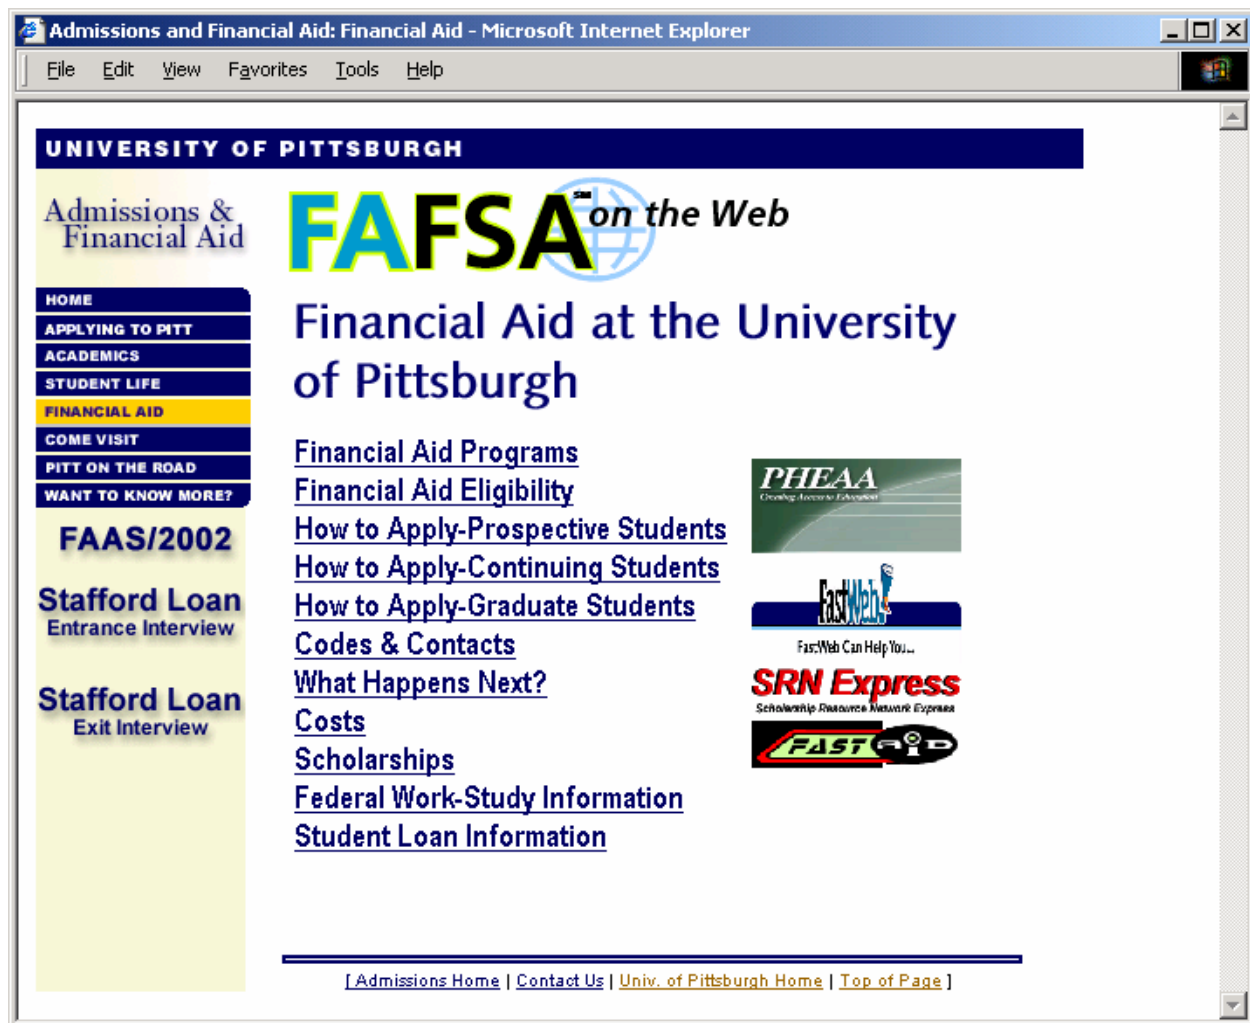 Admissions and Financial Aid: Financial Aid - Microsoft Internet Explorer
File Edit View Favorites Tools Help
UNIVERSITY OF PITTSBURGH
Admissions &
Financial Aid
HOME
APPLYING TO PITT
ACADEMICS
STUDENT LIFE
FINANCIAL AID
COME VISIT
PITT ON THE ROAD
WANT TO KNOW MORE?
FAAS/2002
Stafford Loan
Entrance Interview
Stafford Loan
Exit Interview
FAFSA℠ on the Web
Financial Aid at the University
of Pittsburgh
Financial Aid Programs
Financial Aid Eligibility
How to Apply-Prospective Students
How to Apply-Continuing Students
How to Apply-Graduate Students
Codes & Contacts
What Happens Next?
Costs
Scholarships
Federal Work-Study Information
Student Loan Information
PHEAA
Creating Access to Education
FastWeb!
FastWeb Can Help You...
SRN Express
Scholarship Resource Network Express
FAST AID
[ Admissions Home | Contact Us | Univ. of Pittsburgh Home | Top of Page ]